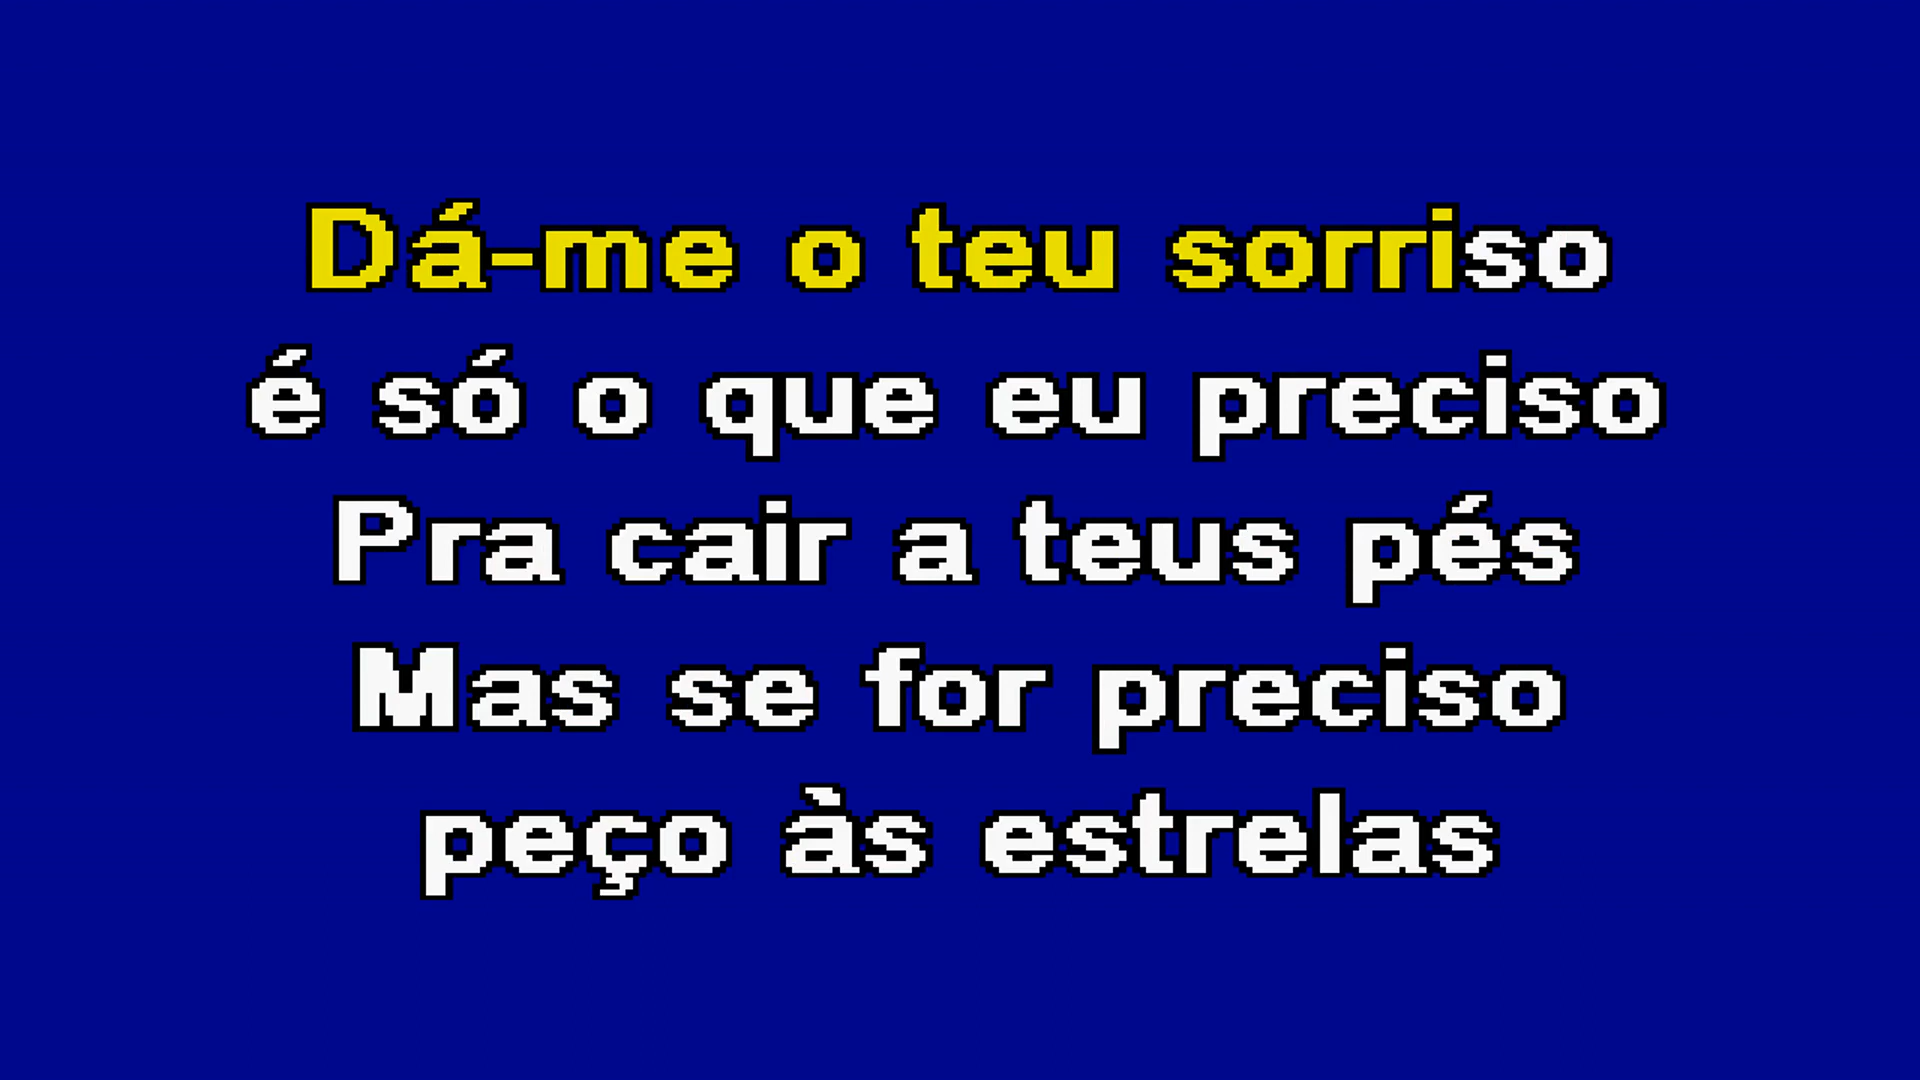 Dá-me o teu sorriso
é só o que eu preciso
Pra cair a teus pés
Mas se for preciso
peço às estrelas